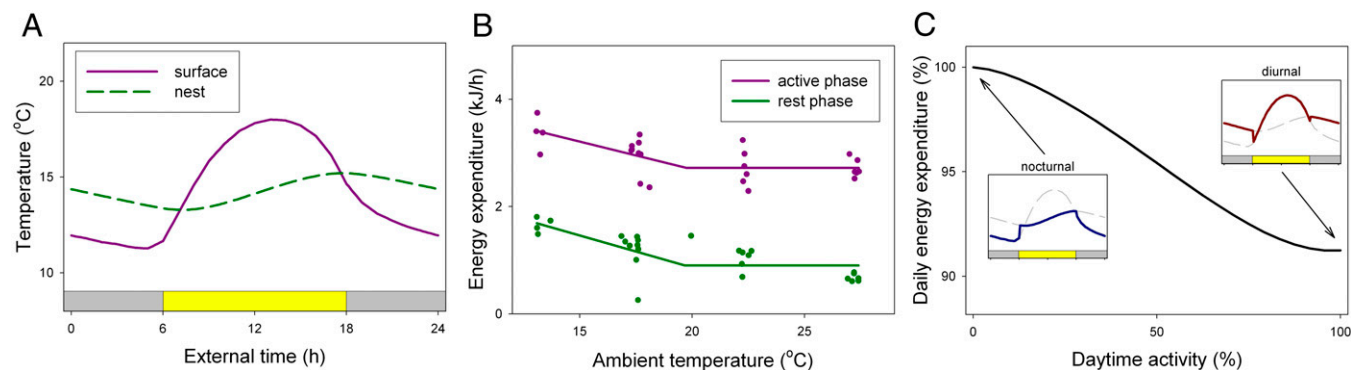 A
Temperature (°C)
20
15
10
surface
nest
0 6 12 18 24
External time (h)
B
Energy expenditure (kJ/h)
4
2
0
active phase
rest phase
15 20 25
Ambient temperature (°C)
C
Daily energy expenditure (%)
100
95
90
diurnal
nocturnal
0 50 100
Daytime activity (%)